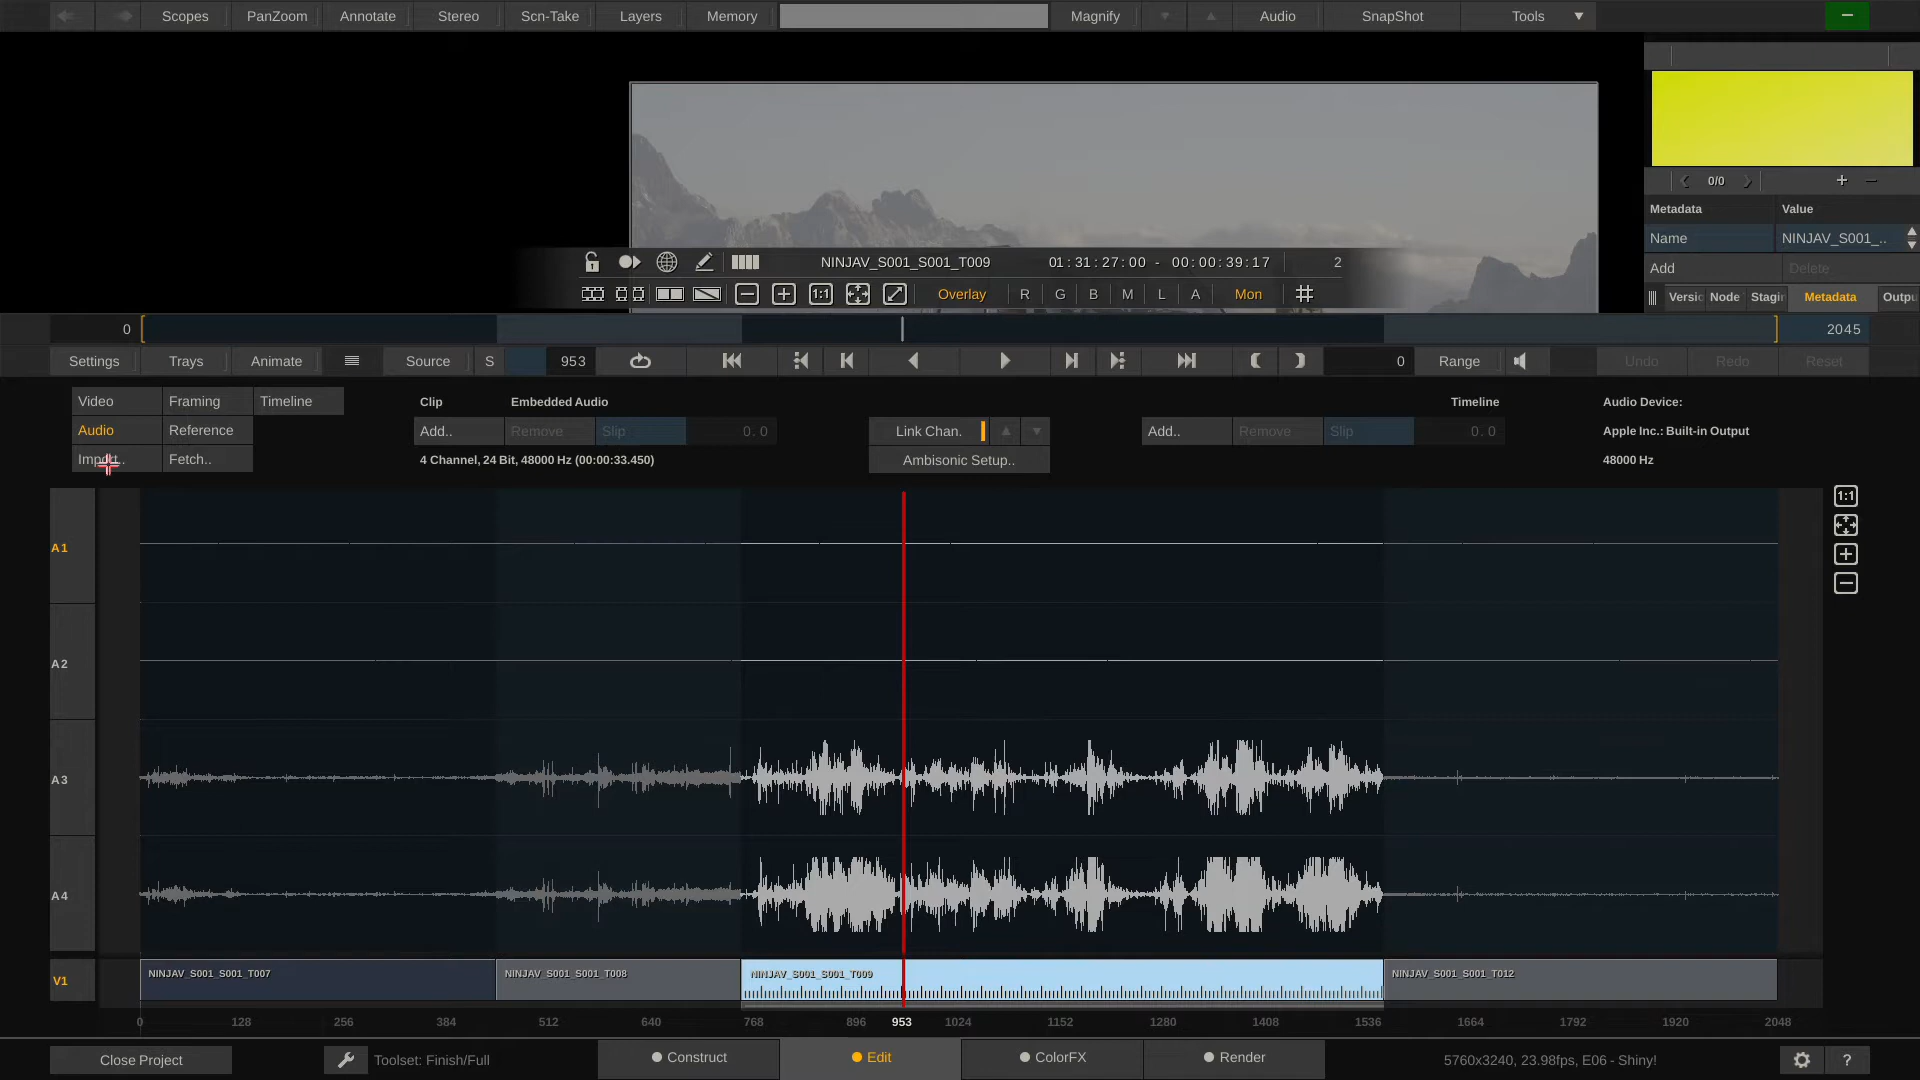 Scopes PanZoom Annotate Stereo Scn-Take Layers Memory Magnify Audio SnapShot Tools
0/0
Metadata Value
Name NINJAV_S001_..
Add Delete
Metadata
NINJAV_S001_S001_T009 01:31:27:00 - 00:00:39:17 2
1:1 Overlay R G B M L A Mon
Versic Node Stagir Metadata Outpu
0 2045
Settings Trays Animate Source S 953 0 Range Undo Redo Reset
Video Framing Timeline Clip Embedded Audio Timeline Audio Device:
Audio Reference Add.. Remove Slip 0.0 Link Chan. Add.. Remove Slip 0.0 Apple Inc.: Built-in Output
Import.. Fetch.. 4 Channel, 24 Bit, 48000 Hz (00:00:33.450) Ambisonic Setup.. 48000 Hz
1:1
A1
A2
A3
A4
V1 NINJAV_S001_S001_T007 NINJAV_S001_S001_T008 NINJAV_S001_S001_T009 NINJAV_S001_S001_T012
0 128 256 384 512 640 768 896 953 1024 1152 1280 1408 1536 1664 1792 1920 2048
Close Project Toolset: Finish/Full Construct Edit ColorFX Render 5760x3240, 23.98fps, E06 - Shiny! ?